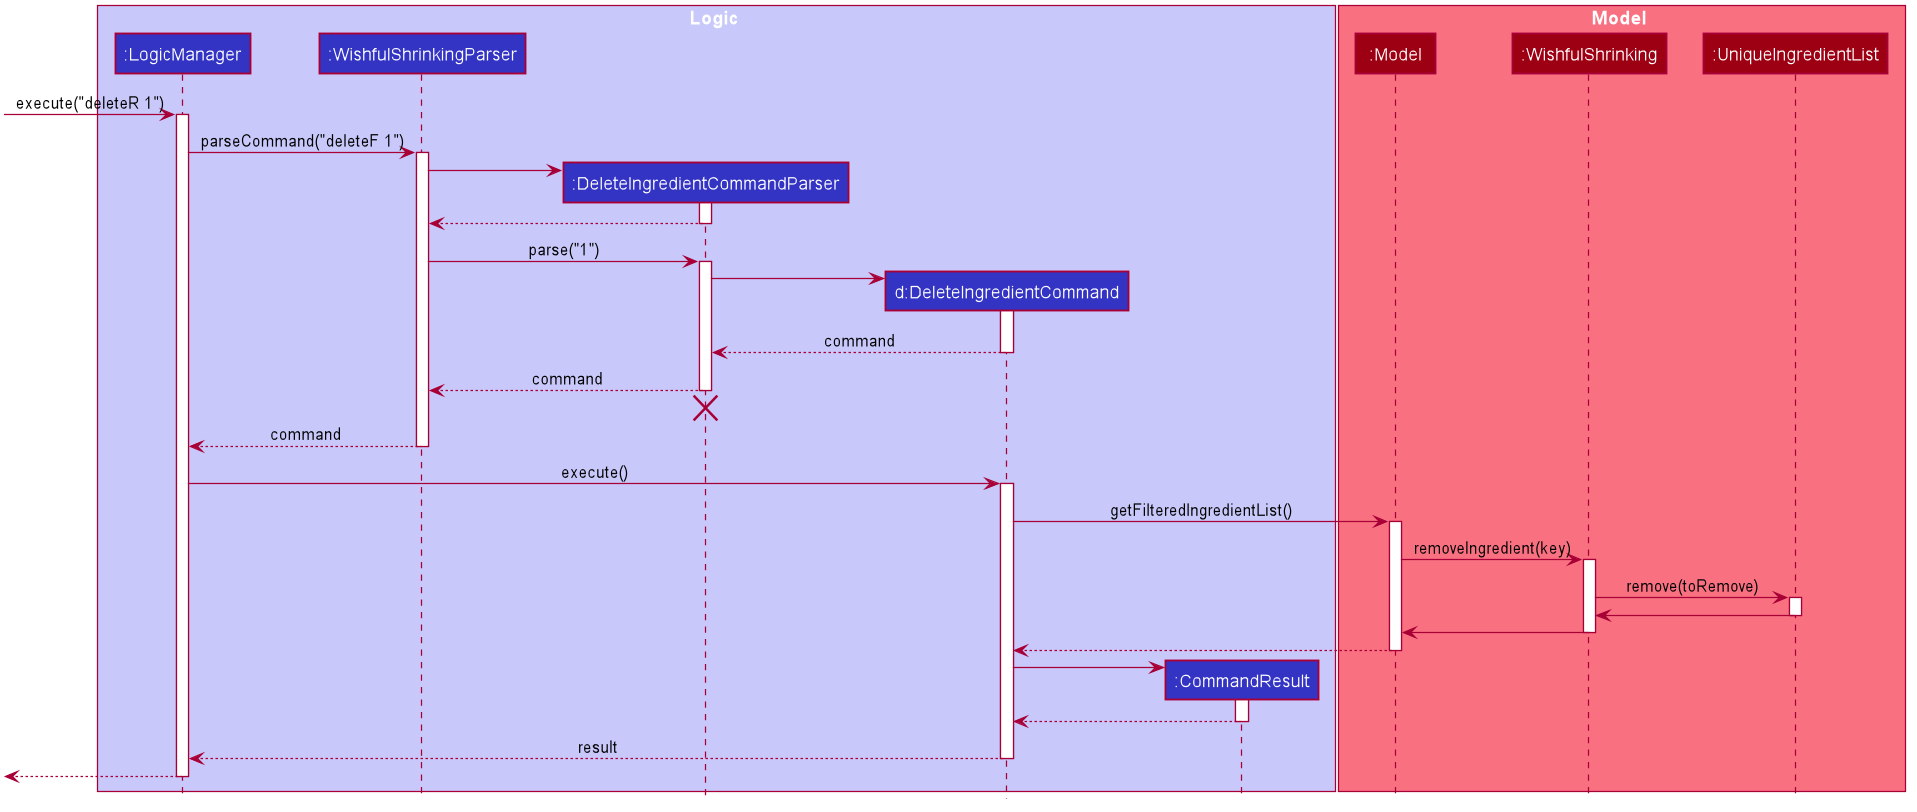 Logic
Model
:LogicManager
:WishfulShrinkingParser
:Model
:WishfulShrinking
:UniqueIngredientList
execute("deleteR 1")
parseCommand("deleteF 1")
:DeleteIngredientCommandParser
parse("1")
d:DeleteIngredientCommand
command
command
command
execute()
getFilteredIngredientList()
removeIngredient(key)
remove(toRemove)
:CommandResult
result